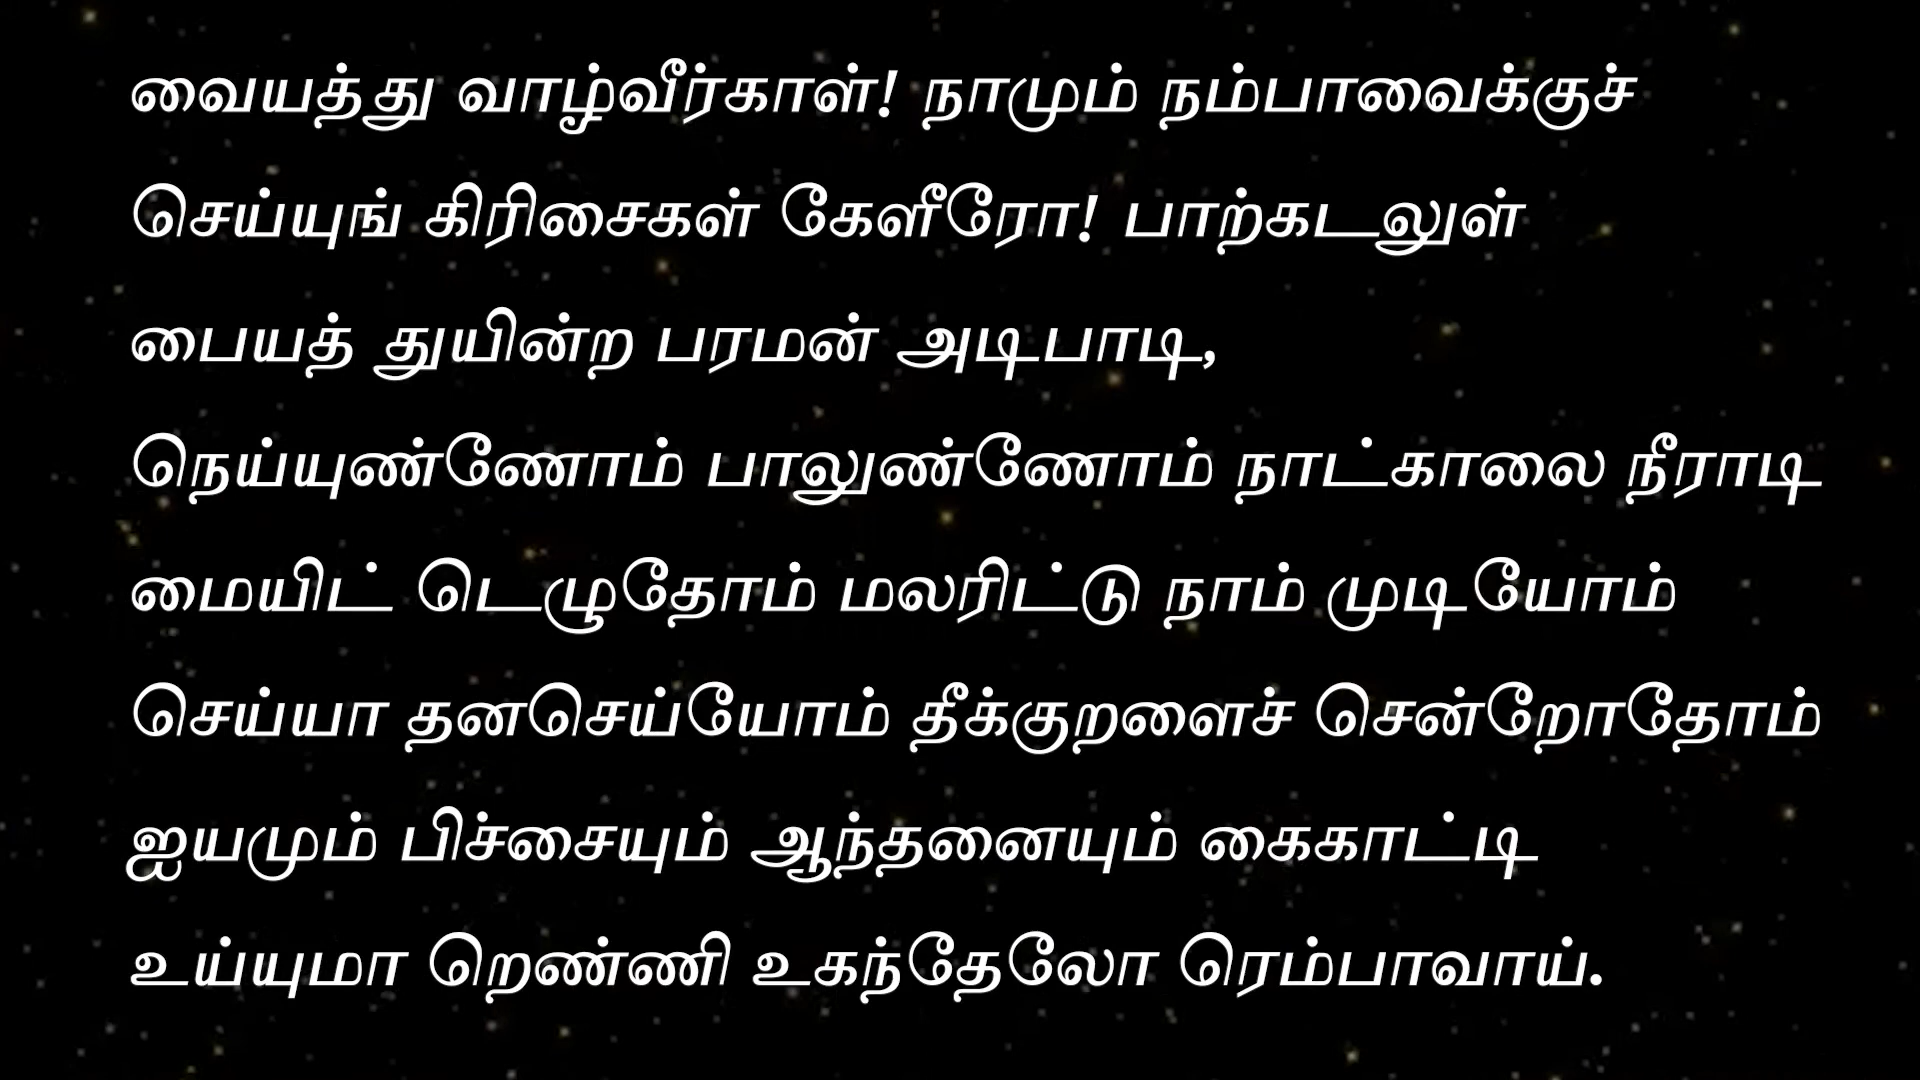 வையத்து வாழ்வீர்காள்! நாமும் நம்பாவைக்குச்
செய்யுங் கிரிசைகள் கேளீரோ! பாற்கடலுள்
பையத் துயின்ற பரமன் அடிபாடி,
நெய்யுண்ணோம் பாலுண்ணோம் நாட்காலை நீராடி
மையிட் டெழுதோம் மலரிட்டு நாம் முடியோம்
செய்யா தனசெய்யோம் தீக்குறளைச் சென்றோதோம்
ஐயமும் பிச்சையும் ஆந்தனையும் கைகாட்டி
உய்யுமா றெண்ணி உகந்தேலோ ரெம்பாவாய்.